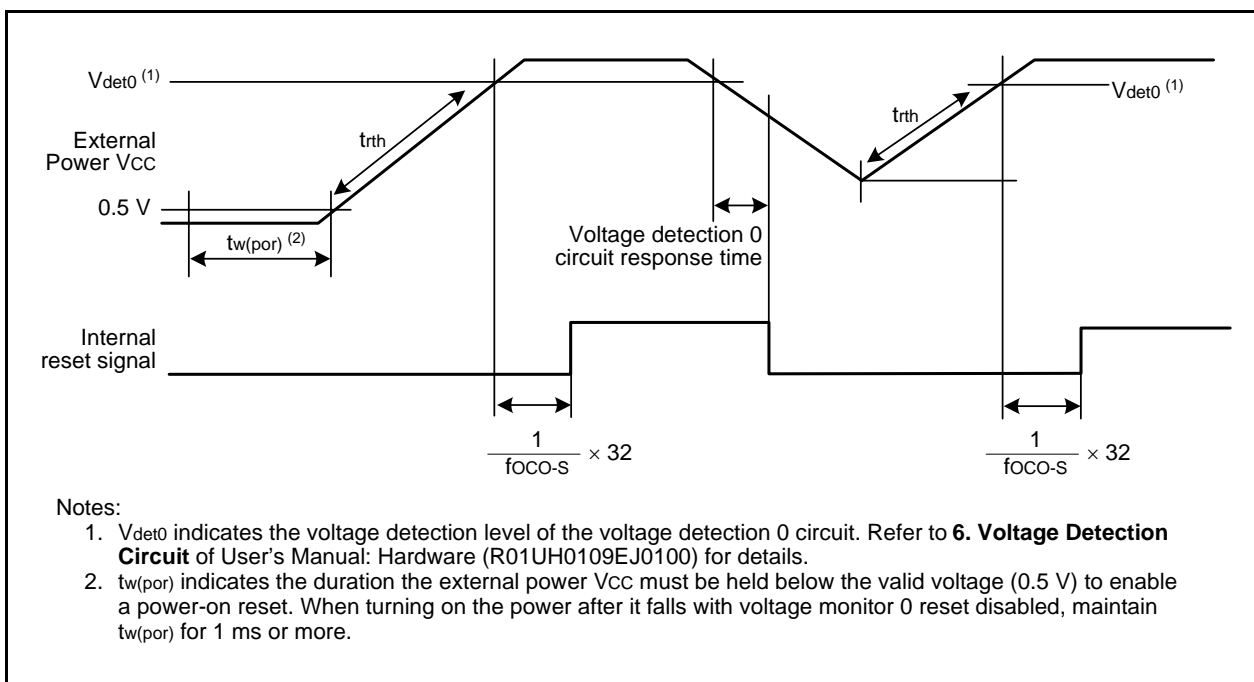 Vdet0 (1)
Vdet0 (1)
trth
trth
External
Power VCC
0.5 V
tw(por) (2)
Voltage detection 0
circuit response time
Internal
reset signal
1
fOCO-S
× 32
1
fOCO-S
× 32
Notes:
1. Vdet0 indicates the voltage detection level of the voltage detection 0 circuit. Refer to 6. Voltage Detection
Circuit of User's Manual: Hardware (R01UH0109EJ0100) for details.
2. tw(por) indicates the duration the external power VCC must be held below the valid voltage (0.5 V) to enable
a power-on reset. When turning on the power after it falls with voltage monitor 0 reset disabled, maintain
tw(por) for 1 ms or more.